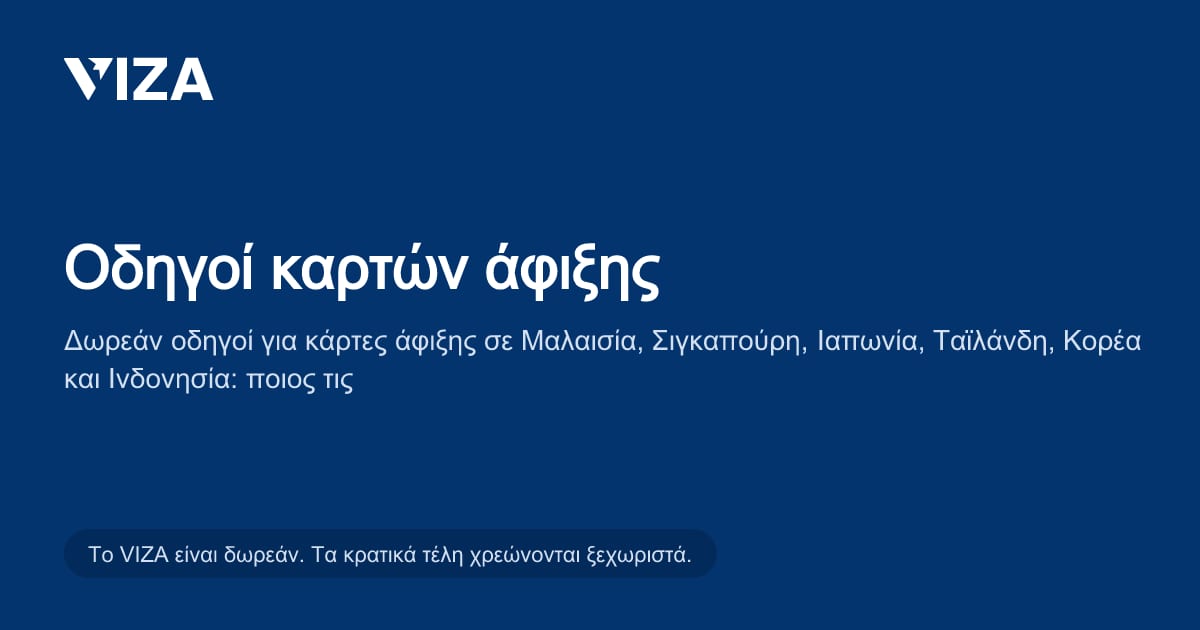 VIZA
Οδηγοί καρτών άφιξης
Δωρεάν οδηγοί για κάρτες άφιξης σε Μαλαισία, Σιγκαπούρη, Ιαπωνία, Ταϊλάνδη, Κορέα
και Ινδονησία: ποιος τις
Το VIZA είναι δωρεάν. Τα κρατικά τέλη χρεώνονται ξεχωριστά.